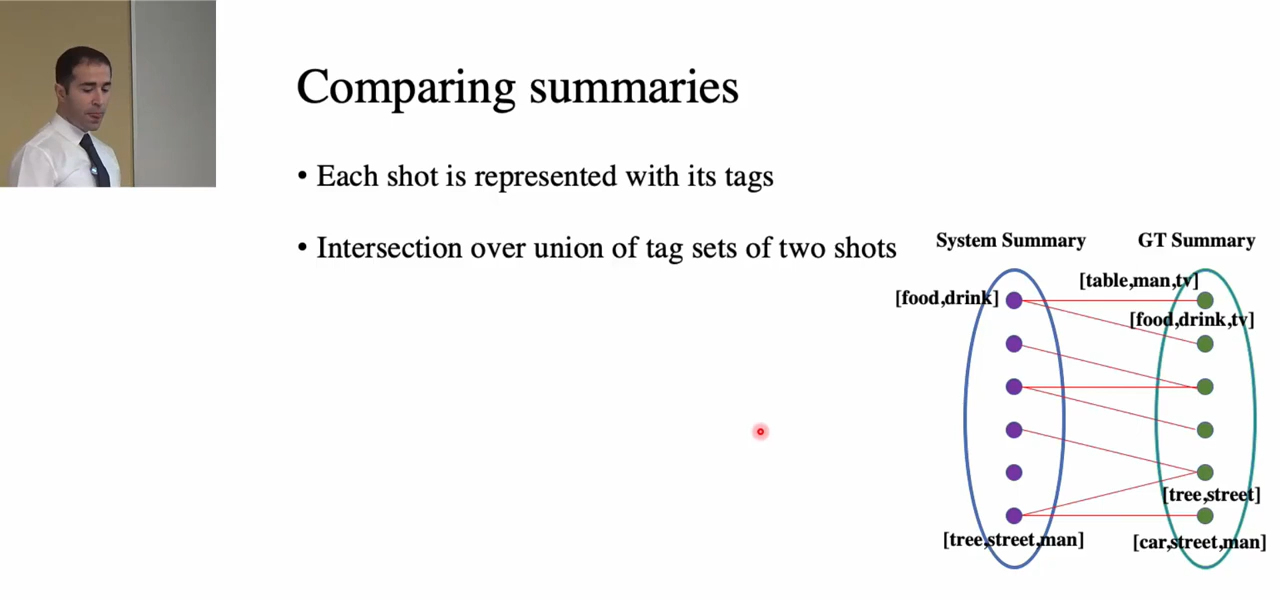 Comparing summaries
• Each shot is represented with its tags
• Intersection over union of tag sets of two shots
System Summary
GT Summary
[table,man,tv]
[food,drink]
[food,drink,tv]
[tree,street]
[tree,street,man]
[car,street,man]